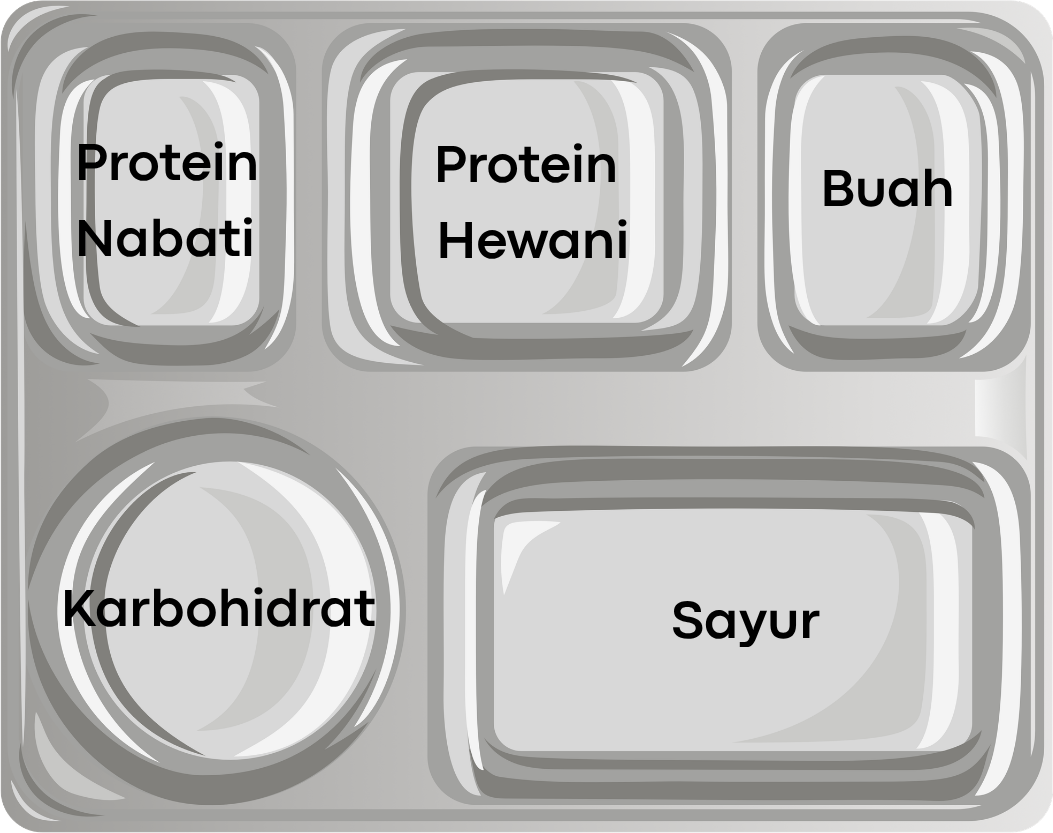 Protein
Nabati
Protein
Hewani
Buah
Karbohidrat
Sayur